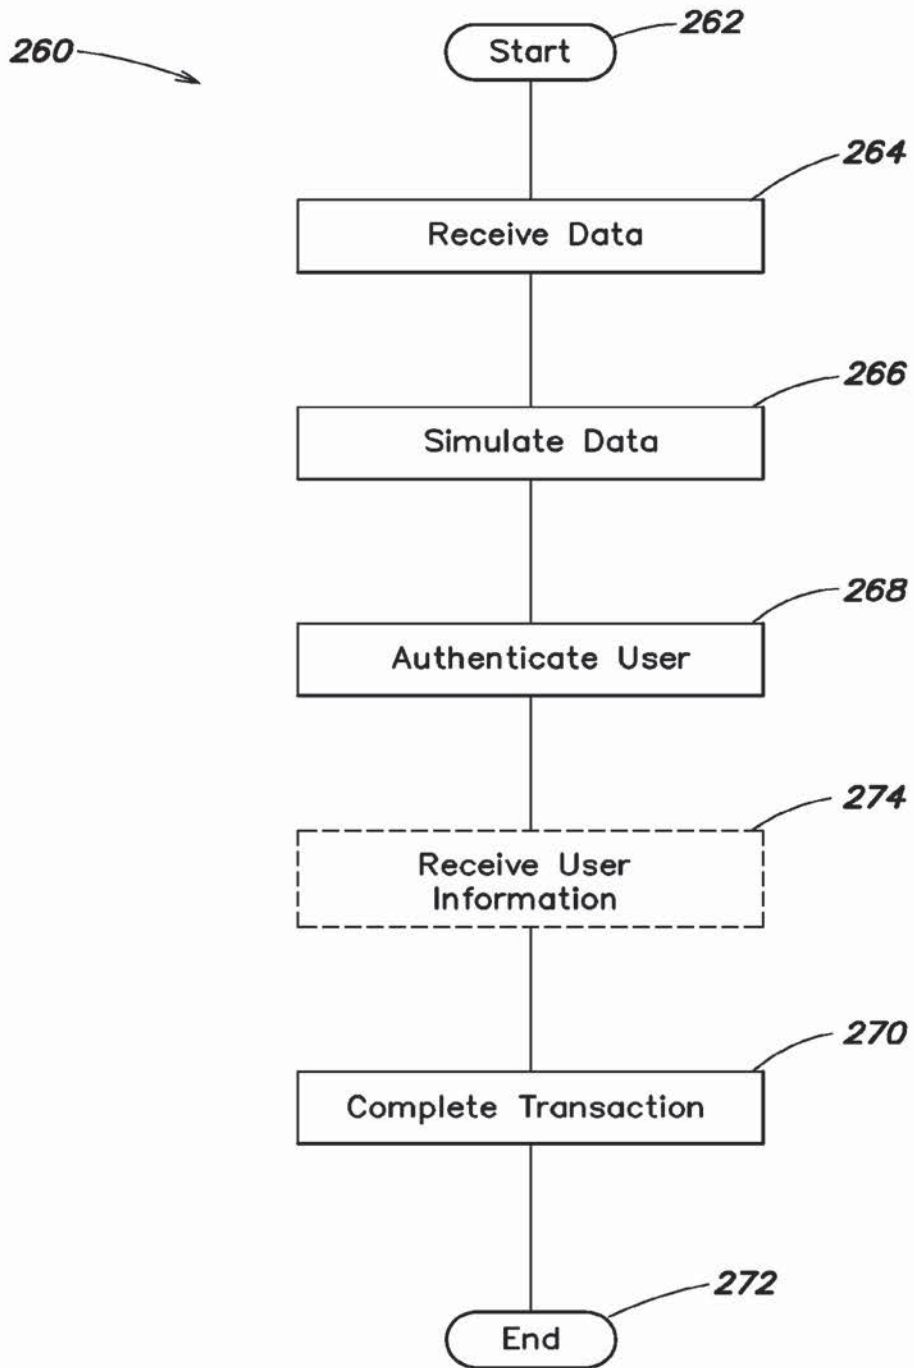 260
Start
262
264
Receive Data
266
Simulate Data
268
Authenticate User
274
Receive User
Information
270
Complete Transaction
272
End